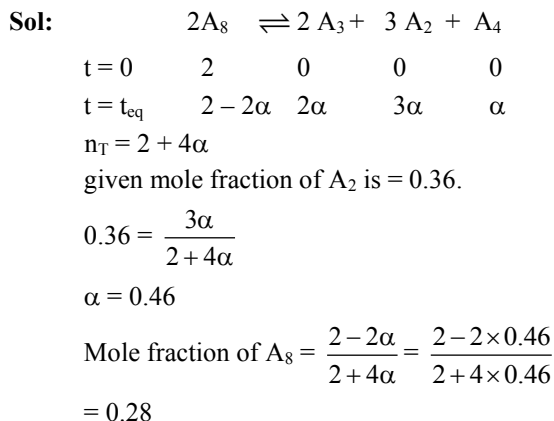 Sol: 2A₈ ⇌ 2 A₃ + 3 A₂ + A₄
t = 0 2 0 0 0
t = t_eq 2 – 2α 2α 3α α
n_T = 2 + 4α
given mole fraction of A₂ is = 0.36.
0.36 = 3α / (2 + 4α)
α = 0.46
Mole fraction of A₈ = (2 − 2α) / (2 + 4α) = (2 − 2 × 0.46) / (2 + 4 × 0.46)
= 0.28